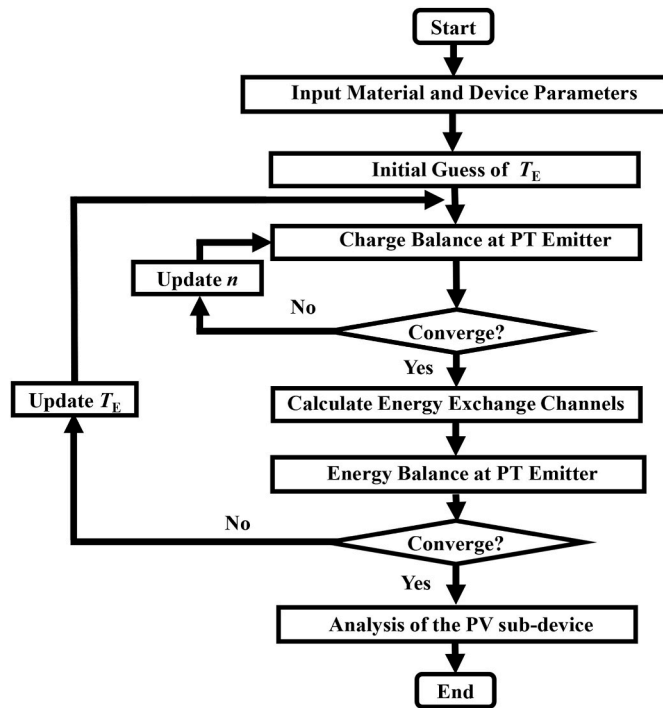 Start
Input Material and Device Parameters
Initial Guess of T_E
Charge Balance at PT Emitter
Update n
No
Converge?
Yes
Update T_E
Calculate Energy Exchange Channels
Energy Balance at PT Emitter
No
Converge?
Yes
Analysis of the PV sub-device
End